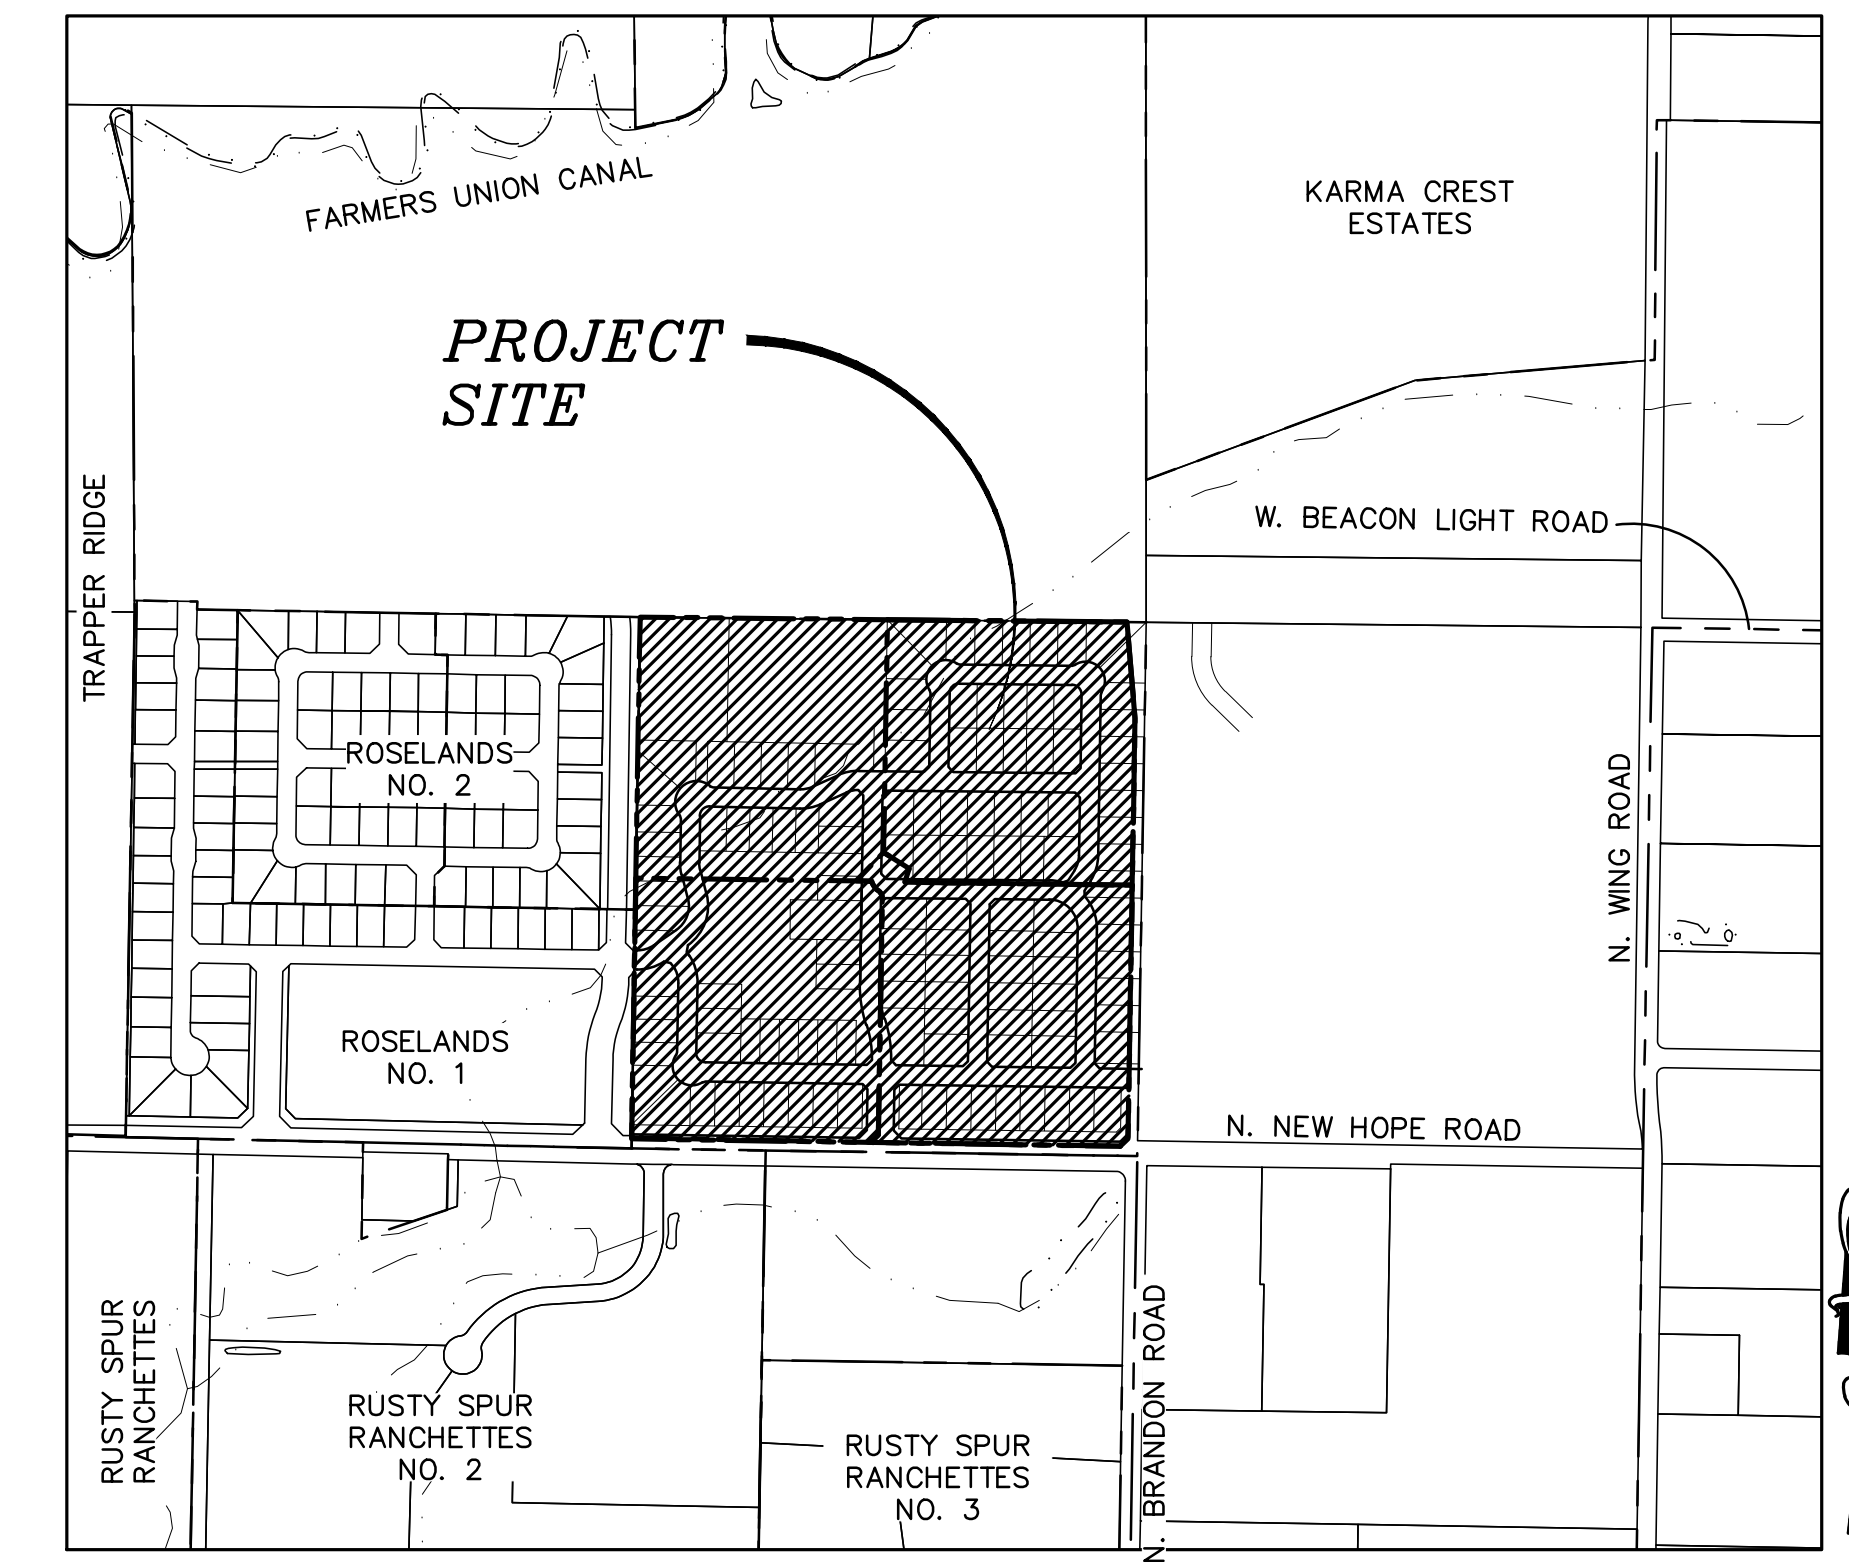 FARMERS UNION CANAL
KARMA CREST
ESTATES
PROJECT
SITE
TRAPPER RIDGE
W. BEACON LIGHT ROAD
ROSELANDS
NO. 2
N. WING ROAD
ROSELANDS
NO. 1
N. NEW HOPE ROAD
RUSTY SPUR
RANCHETTES
RUSTY SPUR
RANCHETTES
NO. 2
RUSTY SPUR
RANCHETTES
NO. 3
N. BRANDON ROAD